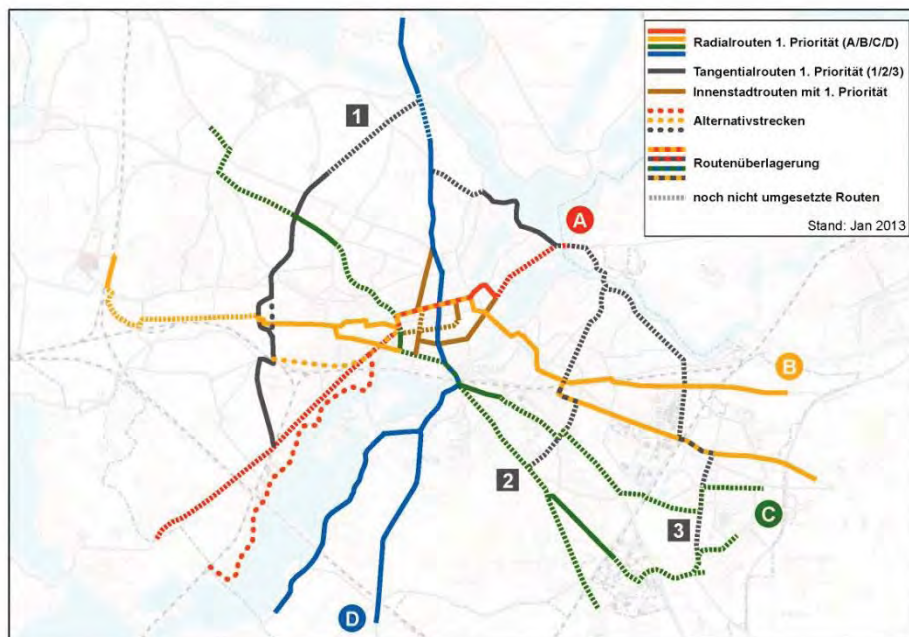 Radialrouten 1. Priorität (A/B/C/D)
Tangentialrouten 1. Priorität (1/2/3)
Innenstadtrouten mit 1. Priorität
Alternativstrecken
Routenüberlagerung
noch nicht umgesetzte Routen
Stand: Jan 2013
1
A
B
2
C
3
D